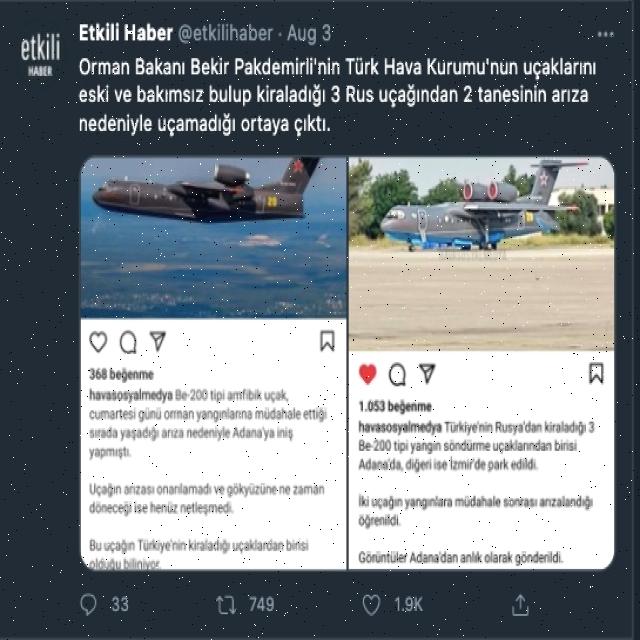 etkili
HABER
Etkili Haber @etkilihaber · Aug 3
Orman Bakanı Bekir Pakdemirli'nin Türk Hava Kurumu'nun uçaklarını
eski ve bakımsız bulup kiraladığı 3 Rus uçağından 2 tanesinin arıza
nedeniyle uçamadığı ortaya çıktı.
20
368 beğenme
havasosyalmedya Be-200 tipi amfibik uçak,
cumartesi günü orman yangınlarına müdahale ettiği
sırada yaşadığı arıza nedeniyle Adana'ya iniş
yapmıştı.
Uçağın arızası onarılamadı ve gökyüzüne ne zaman
döneceği ise henüz netleşmedi.
Bu uçağın Türkiye'nin kiraladığı uçaklardan birisi
olduğu biliniyor.
1.053 beğenme
havasosyalmedya Türkiye'nin Rusya'dan kiraladığı 3
Be-200 tipi yangın söndürme uçaklarından birisi
Adana'da, diğeri ise İzmir'de park edildi.
İki uçağın yangınlara müdahale sonrası arızalandığı
öğrenildi.
Görüntüler Adana'dan anlık olarak gönderildi.
33 749 1.9K